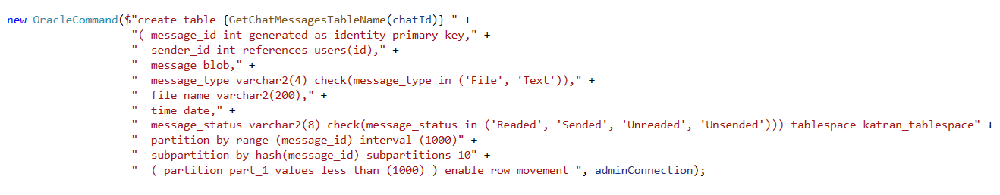 new OracleCommand($"create table {GetChatMessagesTableName(chatId)} " +
"( message_id int generated as identity primary key," +
"  sender_id int references users(id)," +
"  message blob," +
"  message_type varchar2(4) check(message_type in ('File', 'Text'))," +
"  file_name varchar2(200)," +
"  time date," +
"  message_status varchar2(8) check(message_status in ('Readed', 'Sended', 'Unreaded', 'Unsended'))) tablespace katran_tablespace" +
"  partition by range (message_id) interval (1000)" +
"  subpartition by hash(message_id) subpartitions 10" +
"  ( partition part_1 values less than (1000) ) enable row movement ", adminConnection);